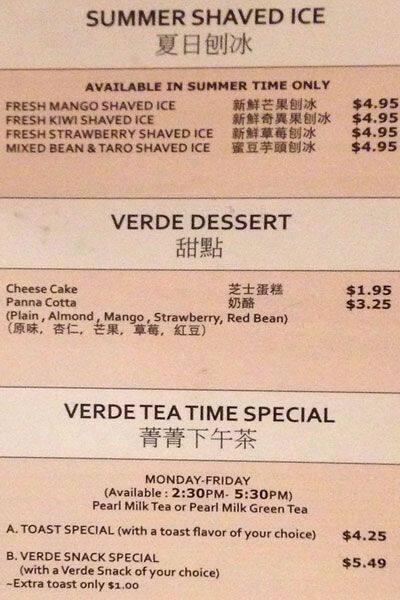 SUMMER SHAVED ICE
夏日刨冰
AVAILABLE IN SUMMER TIME ONLY
FRESH MANGO SHAVED ICE 新鮮芒果刨冰 $4.95
FRESH KIWI SHAVED ICE 新鮮奇異果刨冰 $4.95
FRESH STRAWBERRY SHAVED ICE 新鮮草莓刨冰 $4.95
MIXED BEAN & TARO SHAVED ICE 蜜豆芋頭刨冰 $4.95
VERDE DESSERT
甜點
Cheese Cake 芝士蛋糕 $1.95
Panna Cotta 奶酪 $3.25
(Plain , Almond , Mango , Strawberry, Red Bean)
(原味, 杏仁, 芒果, 草莓, 紅豆)
VERDE TEA TIME SPECIAL
菁菁下午茶
MONDAY-FRIDAY
(Available : 2:30PM- 5:30PM)
Pearl Milk Tea or Pearl Milk Green Tea
A. TOAST SPECIAL (with a toast flavor of your choice) $4.25
B. VERDE SNACK SPECIAL $5.49
(with a Verde Snack of your choice)
~Extra toast only $1.00